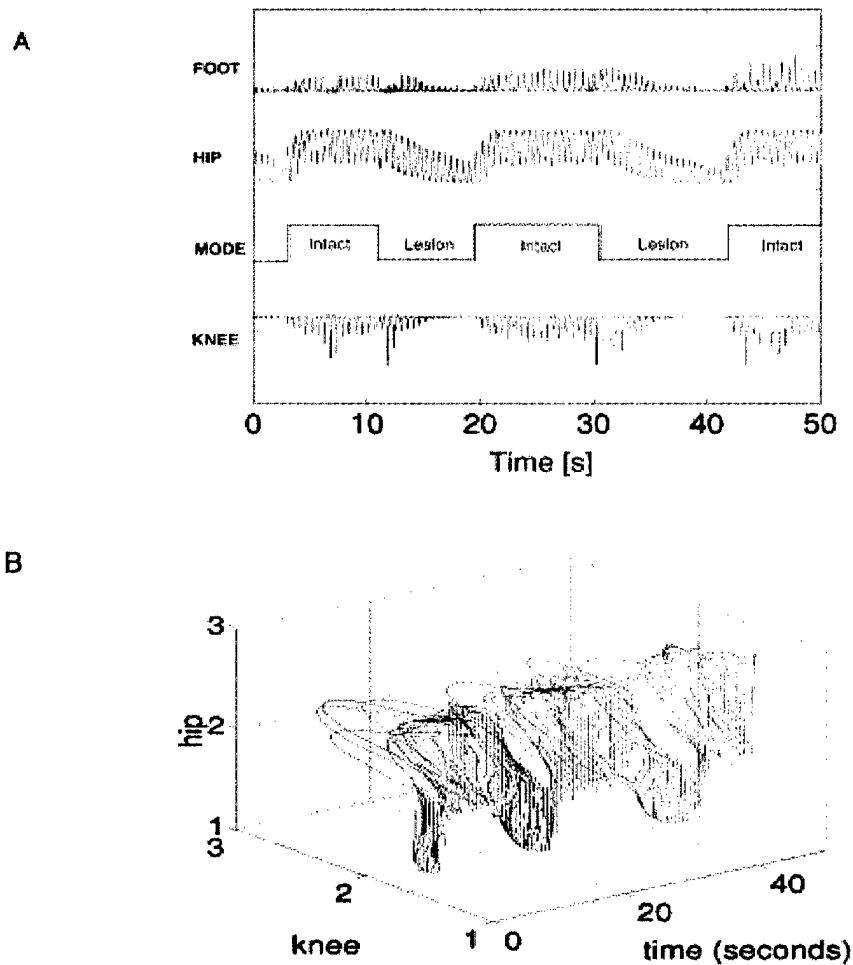 A
FOOT
HIP
MODE
Intact Lesion Intact Lesion Intact
KNEE
0 10 20 30 40 50
Time [s]
B
3
2
1
hip
3
2
1
knee
0
20
40
time (seconds)